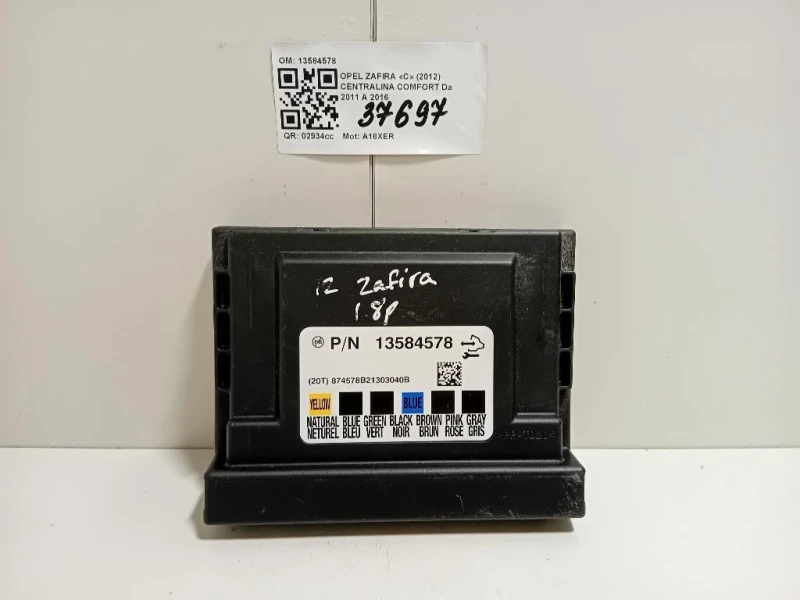 OM: 13584578
OPEL ZAFIRA «C» (2012)
CENTRALINA COMFORT Da
2011 A 2016
37697
QR: 02934cc Mot: A18XER
12 Zafira
1.8p
P/N 13584578
(20T) 874578B21303040B
YELLOW BLUE
NATURAL BLUE GREEN BLACK BROWN PINK GRAY
NETUREL BLEU VERT NOIR BRUN ROSE GRIS